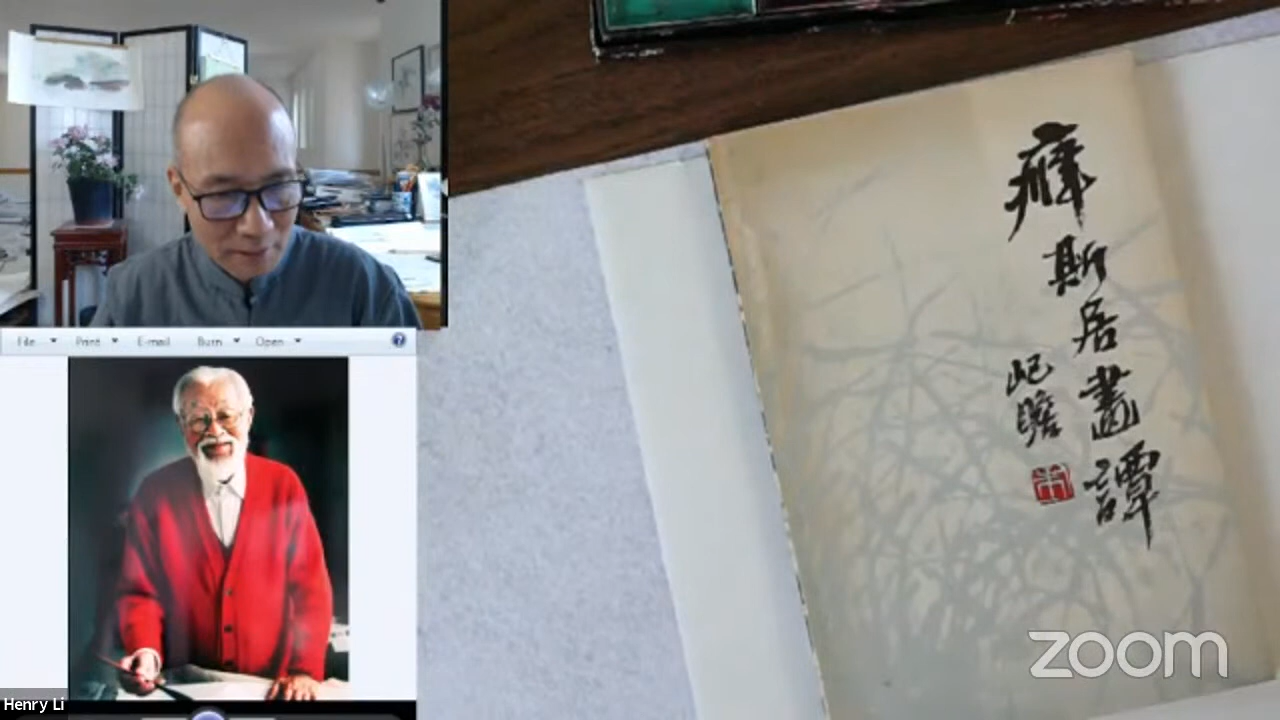 File Print E-mail Burn Open
Henry Li
癖斯居畫譚
屺瞻
zoom